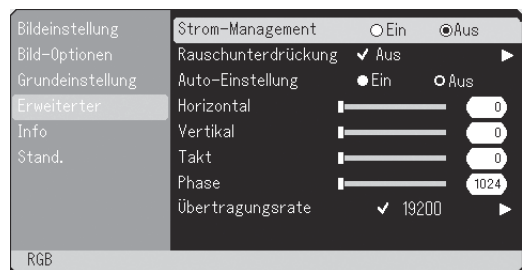 Bildeinstellung
Bild-Optionen
Grundeinstellung
Erweiterter
Info
Stand.
Strom-Management Ein Aus
Rauschunterdrückung ✓ Aus
Auto-Einstellung Ein Aus
Horizontal 0
Vertikal 0
Takt 0
Phase 1024
Übertragungsrate ✓ 19200
RGB